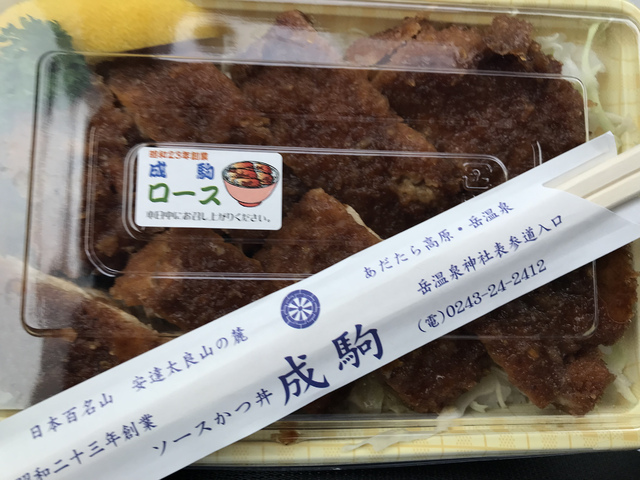 昭和23年創業
成駒
ロース
本日中にお召し上がりください。
あだたら高原・岳温泉
岳温泉神社表参道入口
(電)0243-24-2412
日本百名山 安達太良山の麓
昭和二十三年創業
ソースかつ丼 成駒